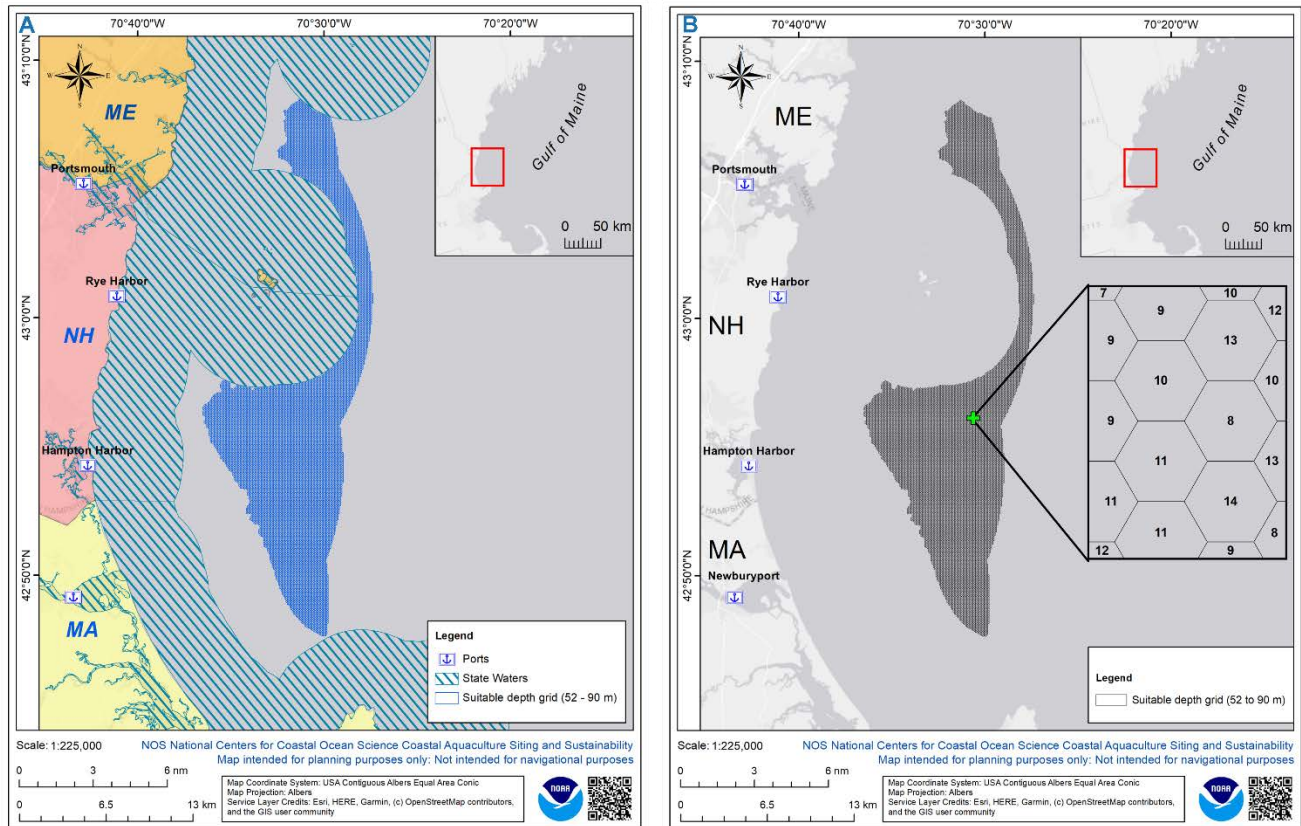 A
70°40'0"W
70°30'0"W
70°20'0"W
43°10'0"N
43°0'0"N
42°50'0"N
N
W
E
S
ME
Portsmouth
Rye Harbor
NH
Hampton Harbor
MA
Gulf of Maine
0 50 km
Legend
Ports
State Waters
Suitable depth grid (52 - 90 m)
Scale: 1:225,000
NOS National Centers for Coastal Ocean Science Coastal Aquaculture Siting and Sustainability
Map intended for planning purposes only: Not intended for navigational purposes
0 3 6 nm
0 6.5 13 km
Map Coordinate System: USA Contiguous Albers Equal Area Conic
Map Projection: Albers
Service Layer Credits: Esri, HERE, Garmin, (c) OpenStreetMap contributors,
and the GIS user community
NOAA
B
70°40'0"W
70°30'0"W
70°20'0"W
43°10'0"N
43°0'0"N
42°50'0"N
N
W
E
S
ME
Portsmouth
Rye Harbor
NH
Hampton Harbor
MA
Newburyport
Gulf of Maine
0 50 km
7 10
9 12
9 13
10 10
9 8
11 13
11 14
11 8
12 9
Legend
Suitable depth grid (52 to 90 m)
Scale: 1:225,000
NOS National Centers for Coastal Ocean Science Coastal Aquaculture Siting and Sustainability
Map intended for planning purposes only: Not intended for navigational purposes
0 3 6 nm
0 6.5 13 km
Map Coordinate System: USA Contiguous Albers Equal Area Conic
Map Projection: Albers
Service Layer Credits: Esri, HERE, Garmin, (c) OpenStreetMap contributors,
and the GIS user community
NOAA